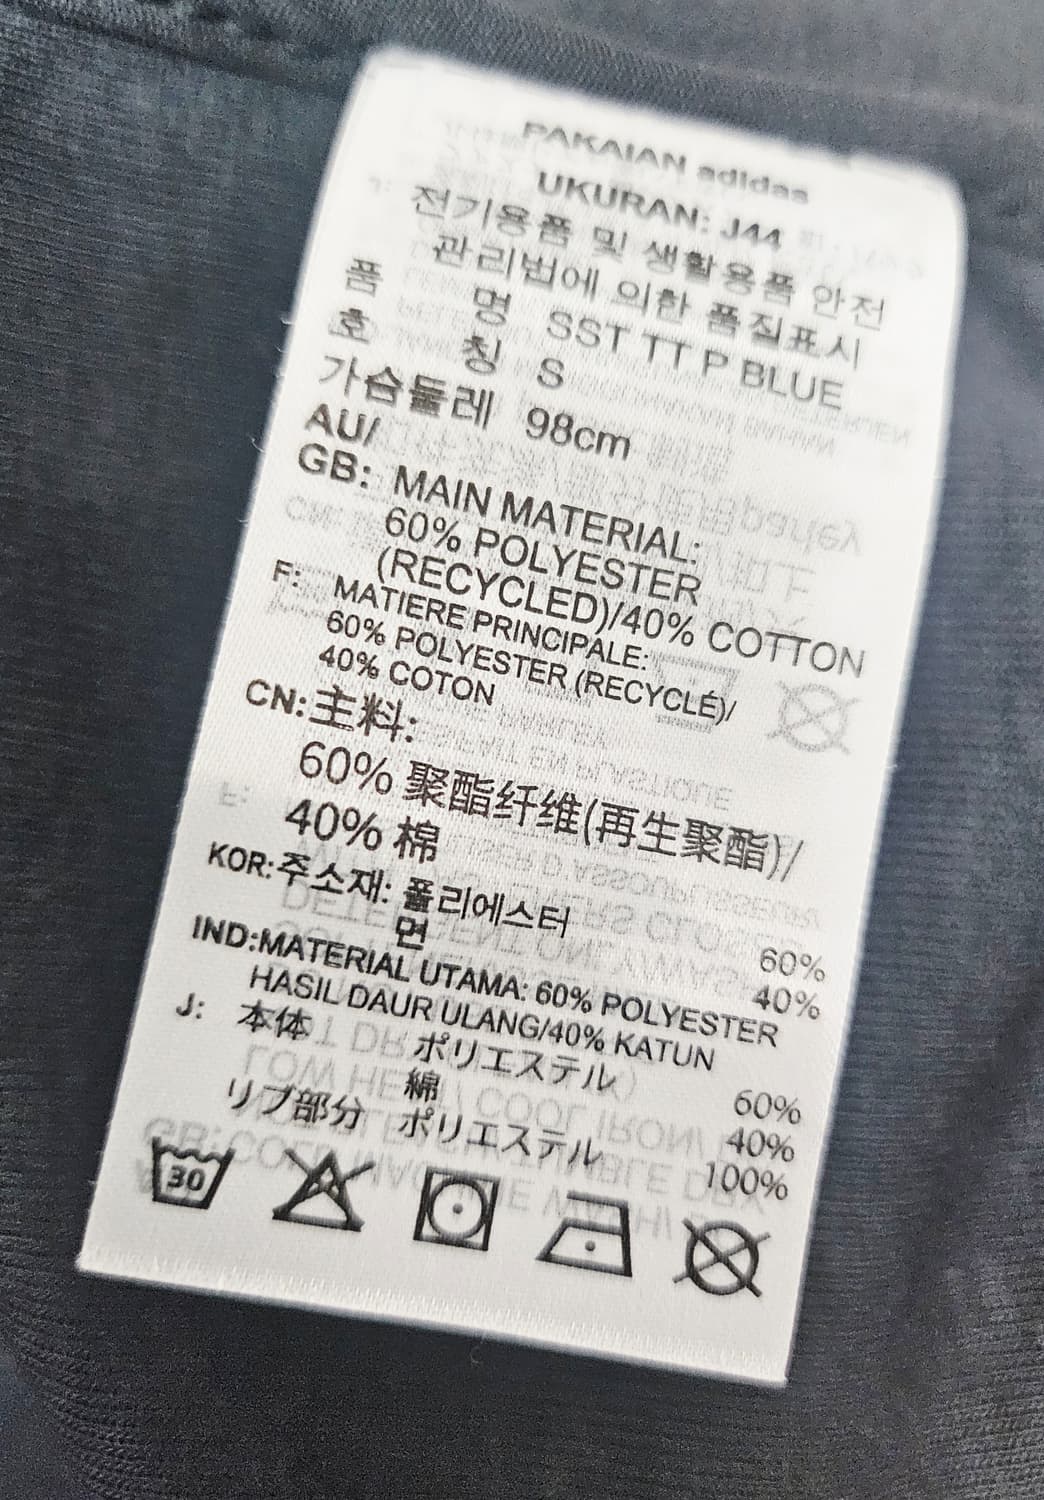 PAKAIAN adidas
UKURAN: J44
전기용품 및 생활용품 안전
관리법에 의한 품질표시
품 명 SST TT P BLUE
호 칭 S
가슴둘레 98cm
AU/
GB: MAIN MATERIAL:
60% POLYESTER
(RECYCLED)/40% COTTON
F: MATIERE PRINCIPALE:
60% POLYESTER (RECYCLÉ)/
40% COTON
CN:主料:
60% 聚酯纤维(再生聚酯)/
40% 棉
KOR:주소재: 폴리에스터 60%
면 40%
IND:MATERIAL UTAMA: 60% POLYESTER
HASIL DAUR ULANG/40% KATUN
J: 本体 ポリエステル 60%
綿 40%
リブ部分 ポリエステル 100%
30